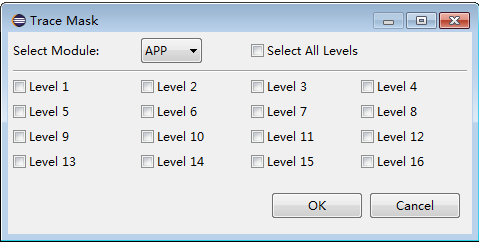 Trace Mask
Select Module: APP Select All Levels
Level 1 Level 2 Level 3 Level 4
Level 5 Level 6 Level 7 Level 8
Level 9 Level 10 Level 11 Level 12
Level 13 Level 14 Level 15 Level 16
OK Cancel